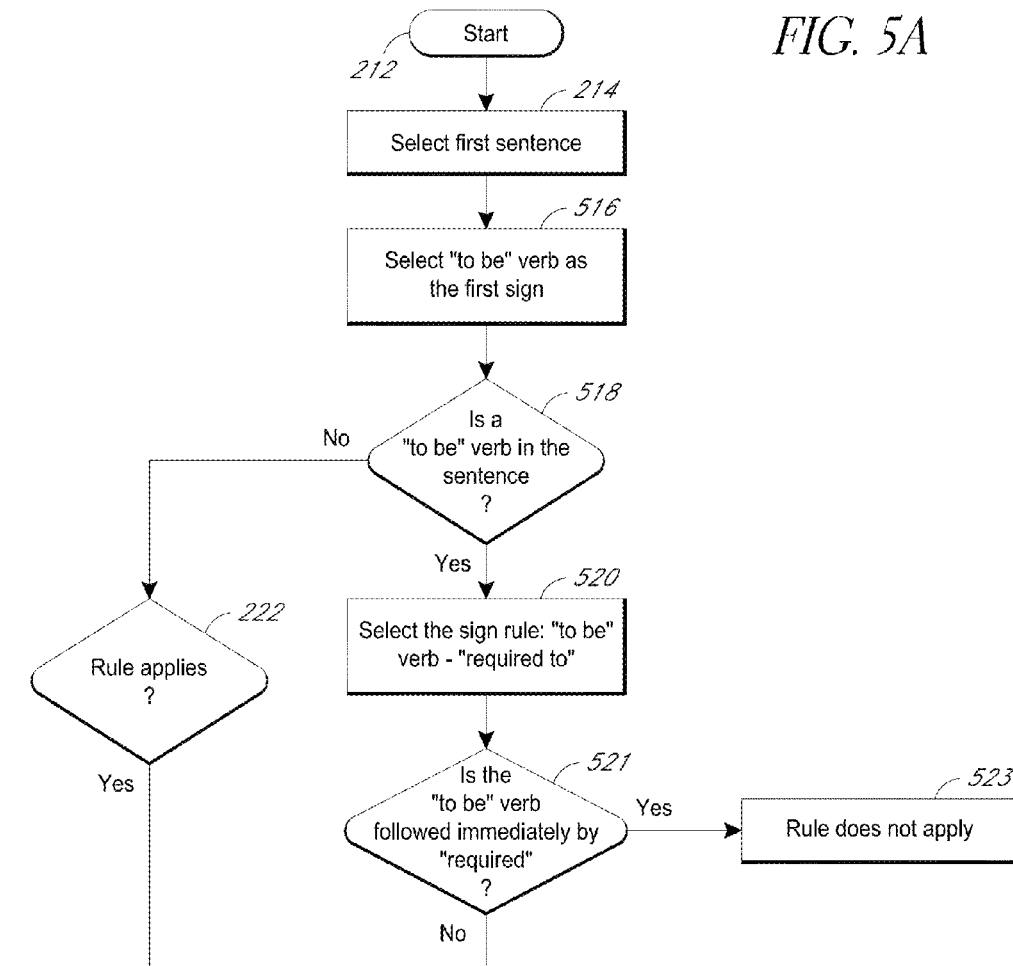 FIG. 5A
Start
212
214
Select first sentence
516
Select "to be" verb as
the first sign
518
Is a
"to be" verb in the
sentence
?
No
Yes
520
Select the sign rule: "to be"
verb - "required to"
222
Rule applies
?
Yes
521
Is the
"to be" verb
followed immediately by
"required"
?
Yes
523
Rule does not apply
No